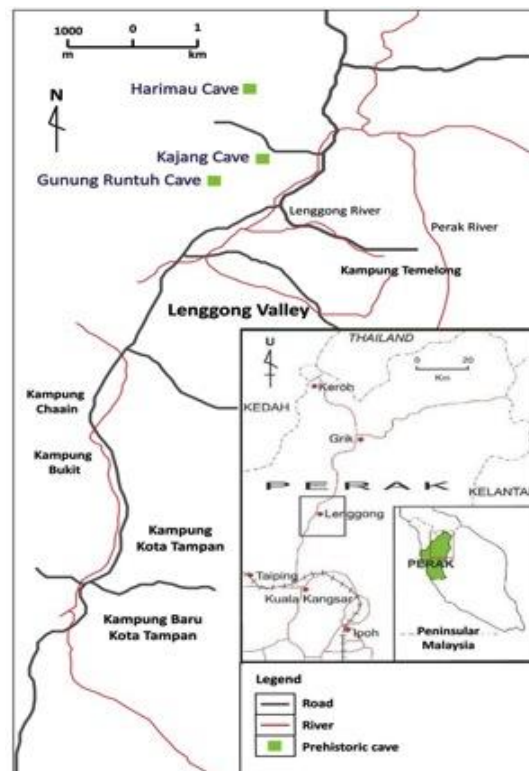 1000 0 1
m km
N
Harimau Cave
Kajang Cave
Gunung Runtuh Cave
Lenggong River
Perak River
Kampung Temelong
Lenggong Valley
Kampung
Chaain
Kampung
Bukit
Kampung
Kota Tampan
Kampung Baru
Kota Tampan
U
THAILAND
0 20
Km
Keroh
KEDAH
Grik
PERAK
KELANTAN
Lenggong
Taiping
Kuala Kangsar
Ipoh
PERAK
Peninsular
Malaysia
Legend
Road
River
Prehistoric cave